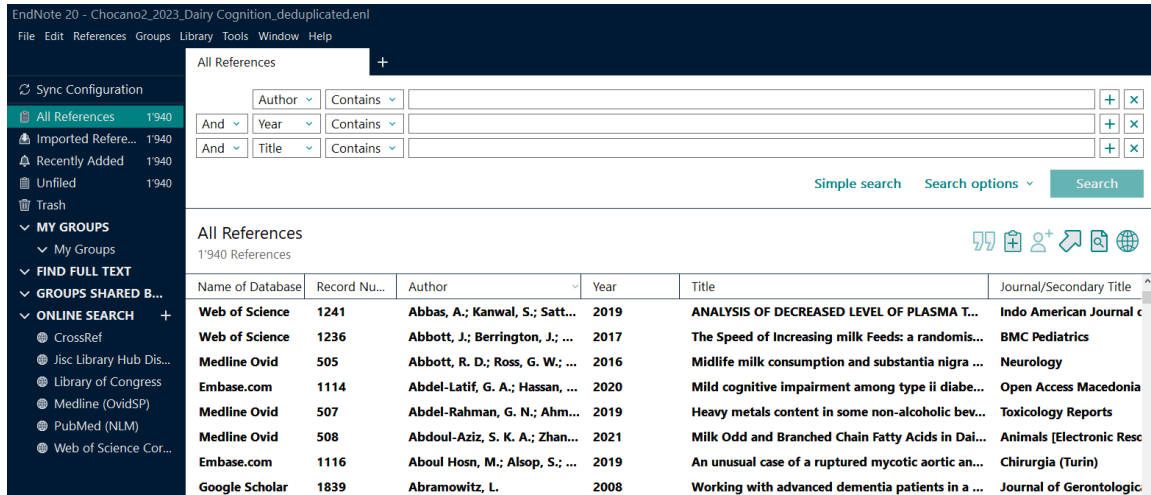 EndNote 20 - Chocano2_2023_Dairy Cognition_deduplicated.enl
File Edit References Groups Library Tools Window Help
All References +
Sync Configuration
All References 1'940
Imported Refere... 1'940
Recently Added 1'940
Unfiled 1'940
Trash
MY GROUPS
My Groups
FIND FULL TEXT
GROUPS SHARED B...
ONLINE SEARCH +
CrossRef
Jisc Library Hub Dis...
Library of Congress
Medline (OvidSP)
PubMed (NLM)
Web of Science Cor...
Author Contains
And Year Contains
And Title Contains
Simple search Search options Search
All References
1'940 References
Name of Database Record Nu... Author Year Title Journal/Secondary Title
Web of Science 1241 Abbas, A.; Kanwal, S.; Satt... 2019 ANALYSIS OF DECREASED LEVEL OF PLASMA T... Indo American Journal c
Web of Science 1236 Abbott, J.; Berrington, J.; ... 2017 The Speed of Increasing milk Feeds: a randomis... BMC Pediatrics
Medline Ovid 505 Abbott, R. D.; Ross, G. W.; ... 2016 Midlife milk consumption and substantia nigra ... Neurology
Embase.com 1114 Abdel-Latif, G. A.; Hassan, ... 2020 Mild cognitive impairment among type ii diabe... Open Access Macedonia
Medline Ovid 507 Abdel-Rahman, G. N.; Ahm... 2019 Heavy metals content in some non-alcoholic bev... Toxicology Reports
Medline Ovid 508 Abdoul-Aziz, S. K. A.; Zhan... 2021 Milk Odd and Branched Chain Fatty Acids in Dai... Animals [Electronic Resc
Embase.com 1116 Aboul Hosn, M.; Alsop, S.; ... 2019 An unusual case of a ruptured mycotic aortic an... Chirurgia (Turin)
Google Scholar 1839 Abramowitz, L. 2008 Working with advanced dementia patients in a ... Journal of Gerontologica